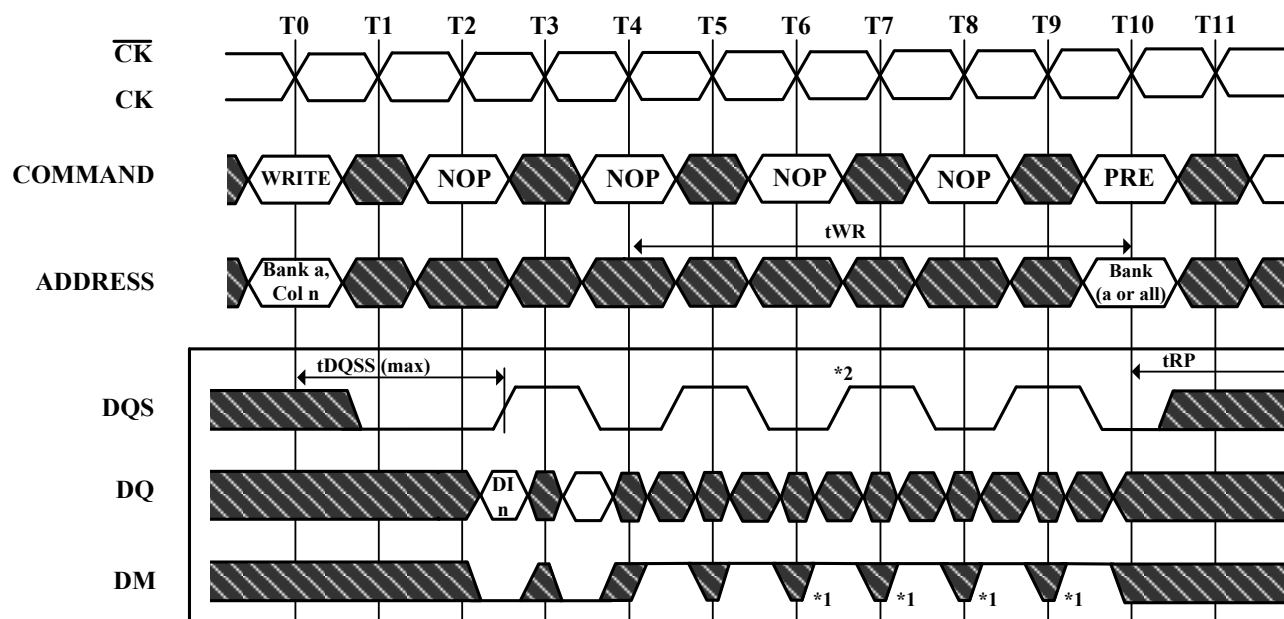 T0 T1 T2 T3 T4 T5 T6 T7 T8 T9 T10 T11
CK
CK
COMMAND WRITE NOP NOP NOP NOP PRE
tWR
ADDRESS Bank a, Col n Bank (a or all)
tDQSS (max) tRP
*2
DQS
DQ DI n
DM *1 *1 *1 *1